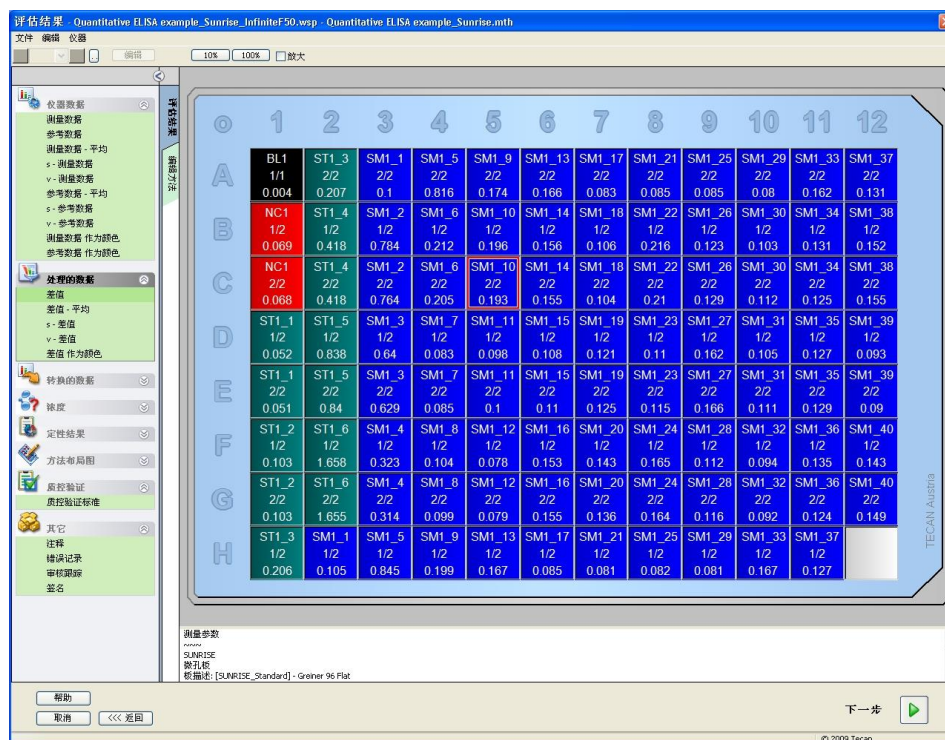 评估结果 - Quantitative ELISA example_Sunrise_InfiniteF50.wsp - Quantitative ELISA example_Sunrise.mth
文件 编辑 仪器
.. 编辑 10% 100% 放大
仪器数据
测量数据
参考数据
测量数据 - 平均
s - 测量数据
v - 测量数据
参考数据 - 平均
s - 参考数据
v - 参考数据
测量数据 作为颜色
参考数据 作为颜色
处理的数据
差值
差值 - 平均
s - 差值
v - 差值
差值 作为颜色
转换的数据
浓度
定性结果
方法布局图
质控验证
质控验证标准
其它
注释
错误记录
审核跟踪
签名
评估结果
编辑方法
1 2 3 4 5 6 7 8 9 10 11 12
A
BL1 ST1_3 SM1_1 SM1_5 SM1_9 SM1_13 SM1_17 SM1_21 SM1_25 SM1_29 SM1_33 SM1_37
1/1 2/2 2/2 2/2 2/2 2/2 2/2 2/2 2/2 2/2 2/2 2/2
0.004 0.207 0.1 0.816 0.174 0.166 0.083 0.085 0.085 0.08 0.162 0.131
B
NC1 ST1_4 SM1_2 SM1_6 SM1_10 SM1_14 SM1_18 SM1_22 SM1_26 SM1_30 SM1_34 SM1_38
1/2 1/2 1/2 1/2 1/2 1/2 1/2 1/2 1/2 1/2 1/2 1/2
0.069 0.418 0.784 0.212 0.196 0.156 0.106 0.216 0.123 0.103 0.131 0.152
C
NC1 ST1_4 SM1_2 SM1_6 SM1_10 SM1_14 SM1_18 SM1_22 SM1_26 SM1_30 SM1_34 SM1_38
2/2 2/2 2/2 2/2 2/2 2/2 2/2 2/2 2/2 2/2 2/2 2/2
0.068 0.418 0.764 0.205 0.193 0.155 0.104 0.21 0.129 0.112 0.125 0.155
D
ST1_1 ST1_5 SM1_3 SM1_7 SM1_11 SM1_15 SM1_19 SM1_23 SM1_27 SM1_31 SM1_35 SM1_39
1/2 1/2 1/2 1/2 1/2 1/2 1/2 1/2 1/2 1/2 1/2 1/2
0.052 0.838 0.64 0.083 0.098 0.108 0.121 0.11 0.162 0.105 0.127 0.093
E
ST1_1 ST1_5 SM1_3 SM1_7 SM1_11 SM1_15 SM1_19 SM1_23 SM1_27 SM1_31 SM1_35 SM1_39
2/2 2/2 2/2 2/2 2/2 2/2 2/2 2/2 2/2 2/2 2/2 2/2
0.051 0.84 0.629 0.085 0.1 0.11 0.125 0.115 0.166 0.111 0.129 0.09
F
ST1_2 ST1_6 SM1_4 SM1_8 SM1_12 SM1_16 SM1_20 SM1_24 SM1_28 SM1_32 SM1_36 SM1_40
1/2 1/2 1/2 1/2 1/2 1/2 1/2 1/2 1/2 1/2 1/2 1/2
0.103 1.658 0.323 0.104 0.078 0.153 0.143 0.165 0.112 0.094 0.135 0.143
G
ST1_2 ST1_6 SM1_4 SM1_8 SM1_12 SM1_16 SM1_20 SM1_24 SM1_28 SM1_32 SM1_36 SM1_40
2/2 2/2 2/2 2/2 2/2 2/2 2/2 2/2 2/2 2/2 2/2 2/2
0.103 1.655 0.314 0.099 0.079 0.155 0.136 0.164 0.116 0.092 0.124 0.149
H
ST1_3 SM1_1 SM1_5 SM1_9 SM1_13 SM1_17 SM1_21 SM1_25 SM1_29 SM1_33 SM1_37
1/2 1/2 1/2 1/2 1/2 1/2 1/2 1/2 1/2 1/2 1/2
0.206 0.105 0.845 0.199 0.167 0.085 0.081 0.082 0.081 0.167 0.127
TECAN Austria
测量参数
~~~
SUNRISE
微孔板
板描述: [SUNRISE_Standard] - Greiner 96 Flat
帮助
取消 <<< 返回
下一步
© 2009 Tecan